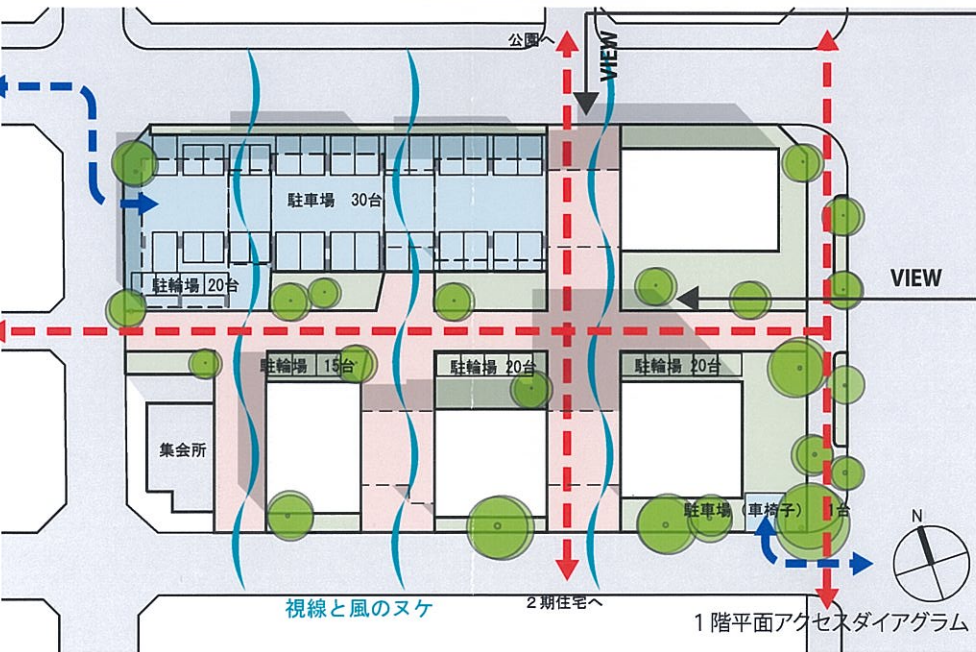 公園へ
VIEW
駐車場 30台
駐輪場 20台
VIEW
駐輪場 15台
駐輪場 20台
駐輪場 20台
集会所
駐車場（車椅子） 1台
N
視線と風のヌケ
2期住宅へ
1階平面アクセスダイアグラム